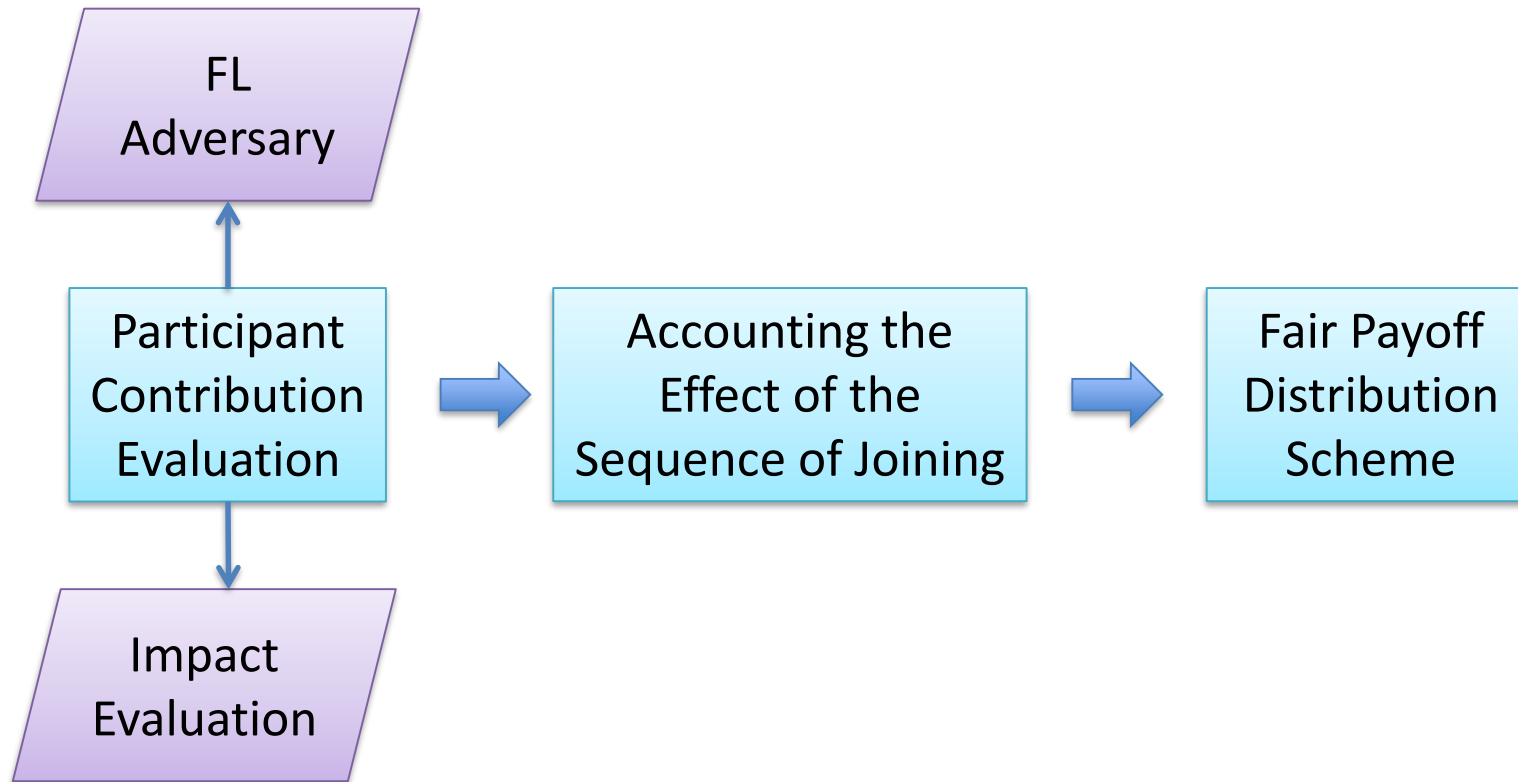 FL
Adversary
Participant
Contribution
Evaluation
Accounting the
Effect of the
Sequence of Joining
Fair Payoff
Distribution
Scheme
Impact
Evaluation